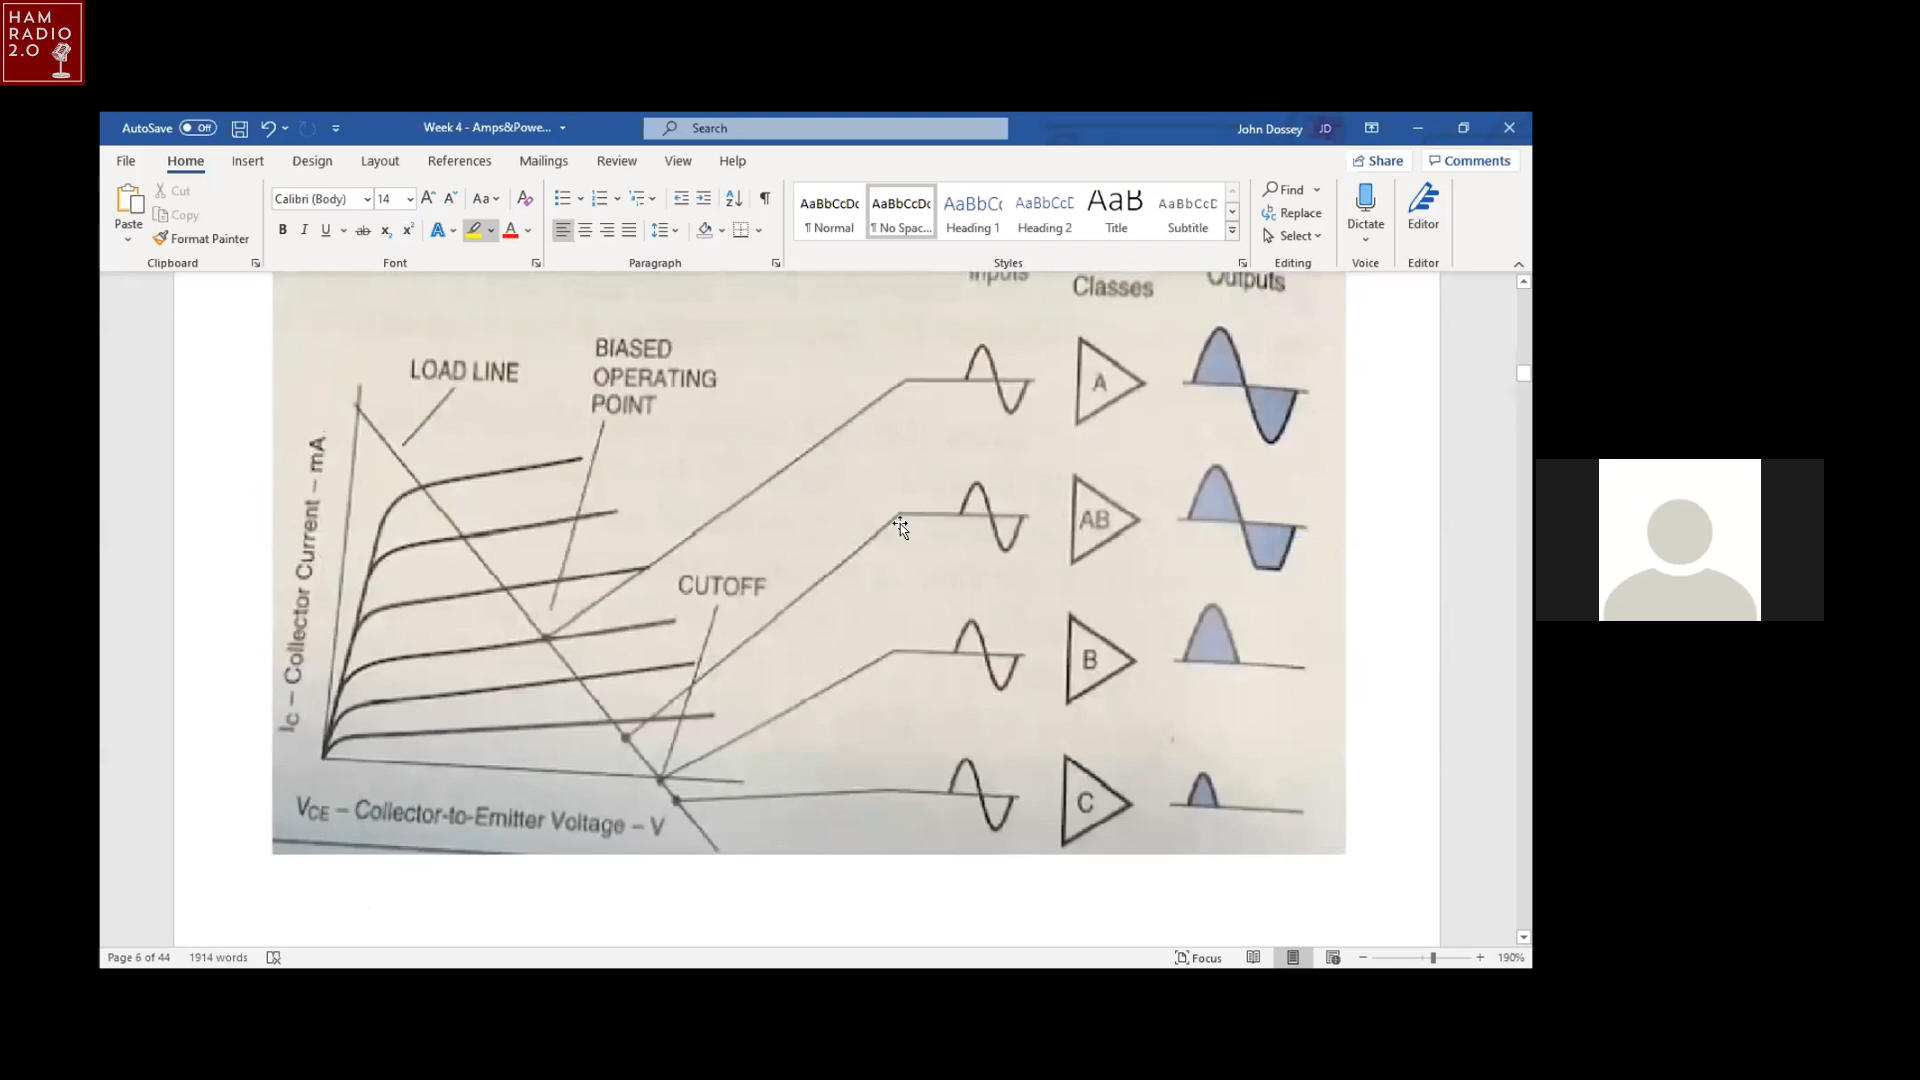 HAM
RADIO
2.0
AutoSave Off
Week 4 - Amps&Powe...
Search
John Dossey JD
File Home Insert Design Layout References Mailings Review View Help
Share Comments
Paste
Cut
Copy
Format Painter
Clipboard
Calibri (Body) 14
Font
Paragraph
AaBbCcDc AaBbCcDc AaBbCc AaBbCcD AaB AaBbCcD
¶ Normal ¶ No Spac... Heading 1 Heading 2 Title Subtitle
Styles
Find
Replace
Select
Editing
Dictate
Voice
Editor
Editor
Inputs Classes Outputs
LOAD LINE
BIASED
OPERATING
POINT
CUTOFF
IC – Collector Current – mA
VCE – Collector-to-Emitter Voltage – V
A
AB
B
C
Page 6 of 44 1914 words
Focus
190%